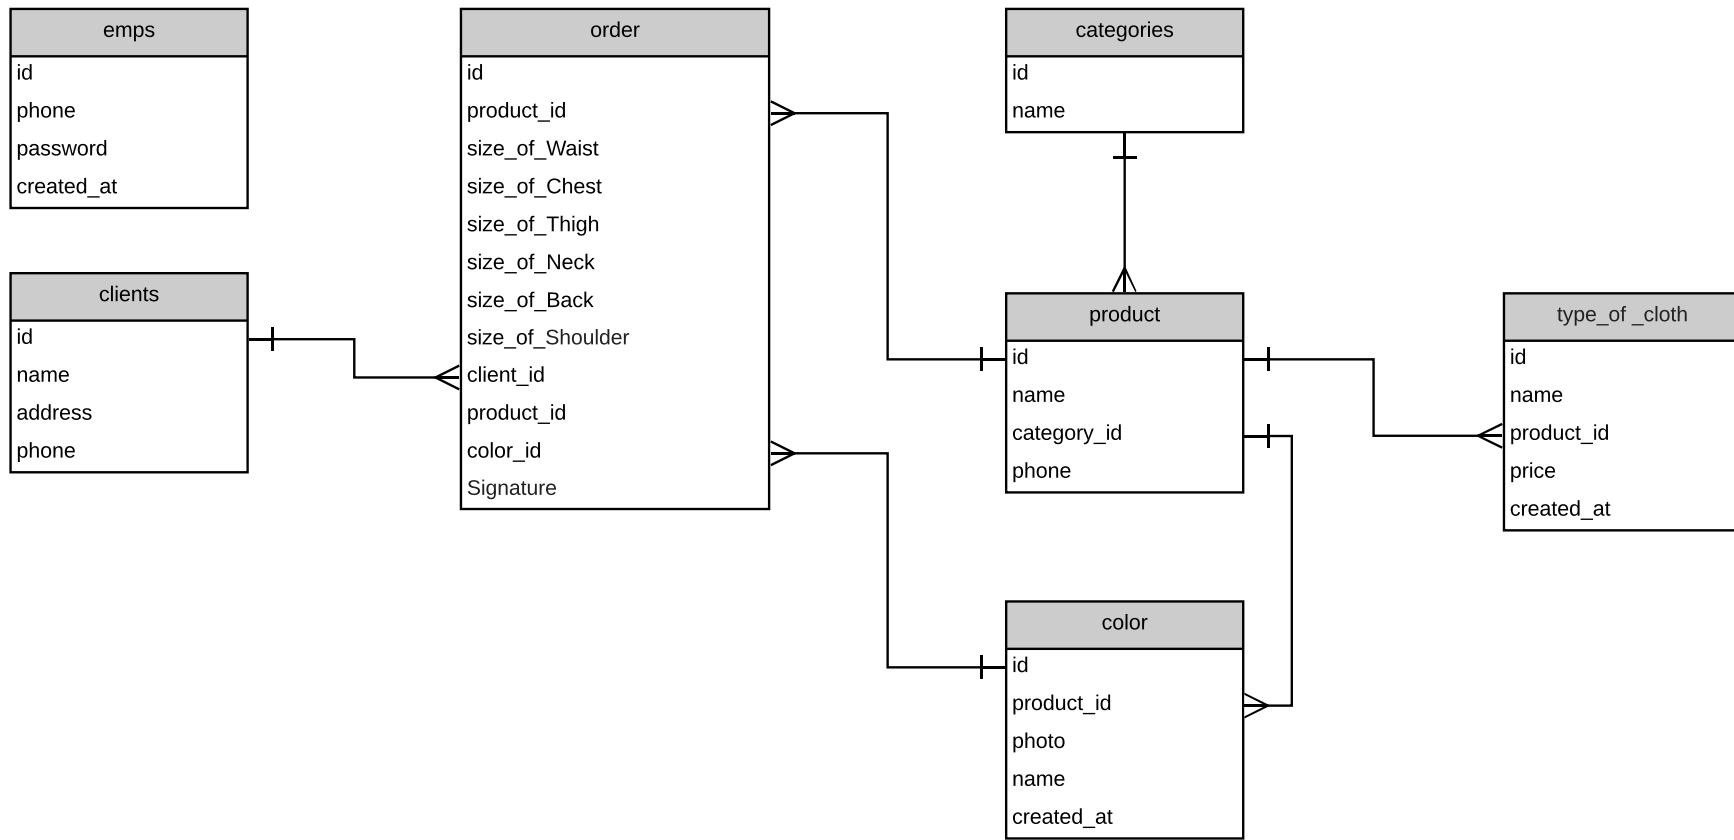 emps
id
phone
password
created_at
clients
id
name
address
phone
order
id
product_id
size_of_Waist
size_of_Chest
size_of_Thigh
size_of_Neck
size_of_Back
size_of_Shoulder
client_id
product_id
color_id
Signature
categories
id
name
product
id
name
category_id
phone
color
id
product_id
photo
name
created_at
type_of _cloth
id
name
product_id
price
created_at